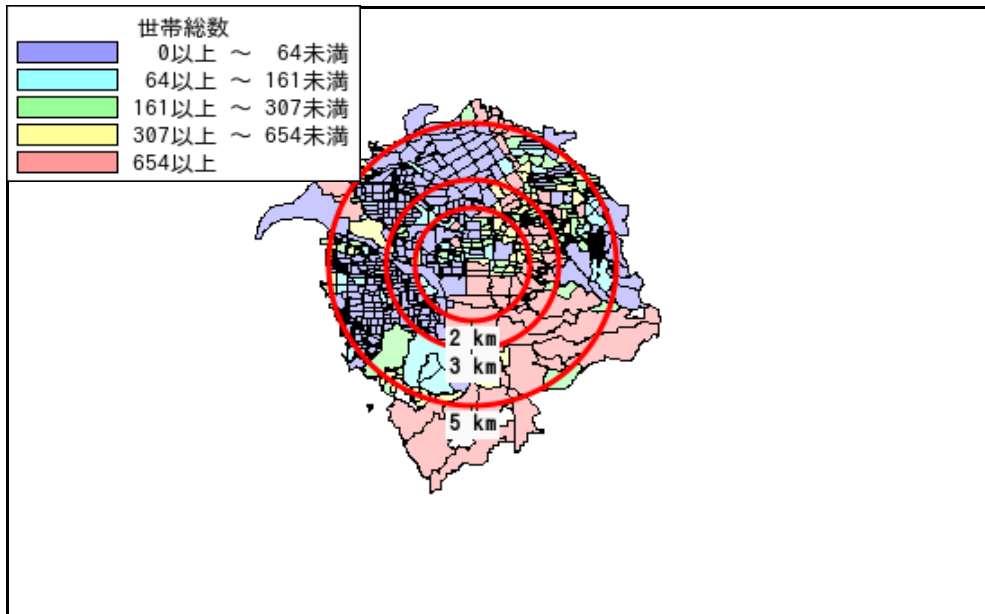 世帯総数
0以上 ～ 64未満
64以上 ～ 161未満
161以上 ～ 307未満
307以上 ～ 654未満
654以上
2 km
3 km
5 km